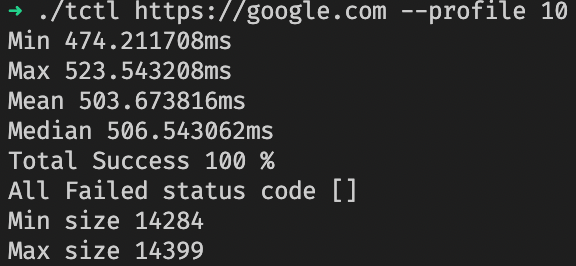 ➜ ./tctl https://google.com --profile 10
Min 474.211708ms
Max 523.543208ms
Mean 503.673816ms
Median 506.543062ms
Total Success 100 %
All Failed status code []
Min size 14284
Max size 14399